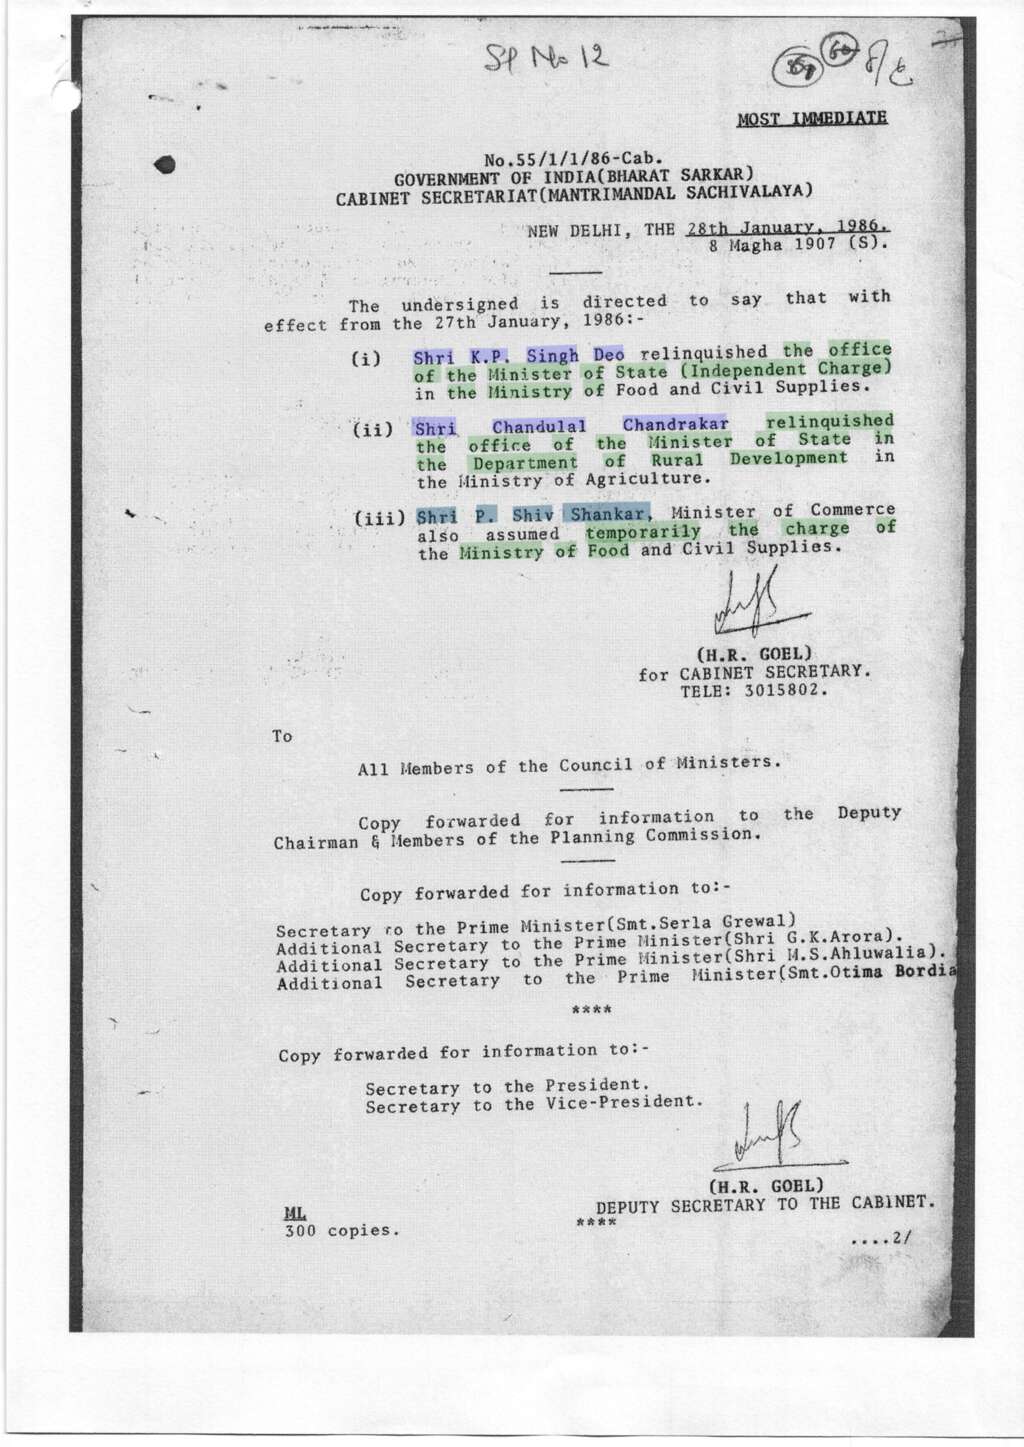 Sl No 12
60
MOST IMMEDIATE
No.55/1/1/86-Cab.
GOVERNMENT OF INDIA(BHARAT SARKAR)
CABINET SECRETARIAT(MANTRIMANDAL SACHIVALAYA)
NEW DELHI, THE 28th January, 1986.
8 Magha 1907 (S).
The undersigned is directed to say that with
effect from the 27th January, 1986:-
(i) Shri K.P. Singh Deo relinquished the office
of the Minister of State (Independent Charge)
in the Ministry of Food and Civil Supplies.
(ii) Shri Chandulal Chandrakar relinquished
the office of the Minister of State in
the Department of Rural Development in
the Ministry of Agriculture.
(iii) Shri P. Shiv Shankar, Minister of Commerce
also assumed temporarily the charge of
the Ministry of Food and Civil Supplies.
(H.R. GOEL)
for CABINET SECRETARY.
TELE: 3015802.
To
All Members of the Council of Ministers.
Copy forwarded for information to the Deputy
Chairman & Members of the Planning Commission.
Copy forwarded for information to:-
Secretary to the Prime Minister(Smt.Serla Grewal)
Additional Secretary to the Prime Minister(Shri G.K.Arora).
Additional Secretary to the Prime Minister(Shri M.S.Ahluwalia).
Additional Secretary to the Prime Minister(Smt.Otima Bordia
****
Copy forwarded for information to:-
Secretary to the President.
Secretary to the Vice-President.
(H.R. GOEL)
DEPUTY SECRETARY TO THE CABINET.
****
ML
300 copies.
....2/